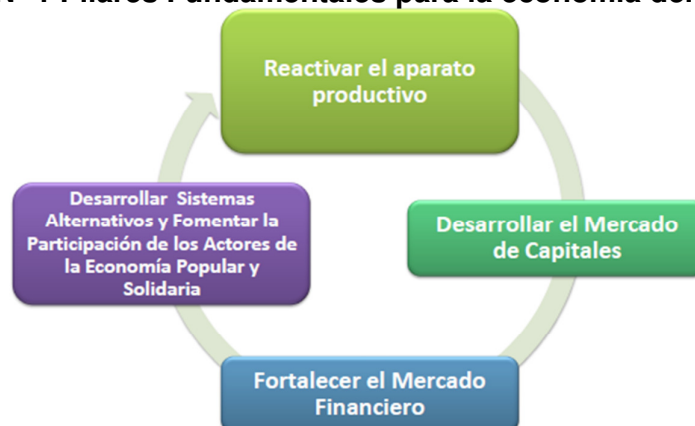 Pilares Fundamentales para la economía del
Reactivar el aparato
productivo
Desarrollar el Mercado
de Capitales
Fortalecer el Mercado
Financiero
Desarrollar Sistemas
Alternativos y Fomentar la
Participación de los Actores de
la Economía Popular y
Solidaria